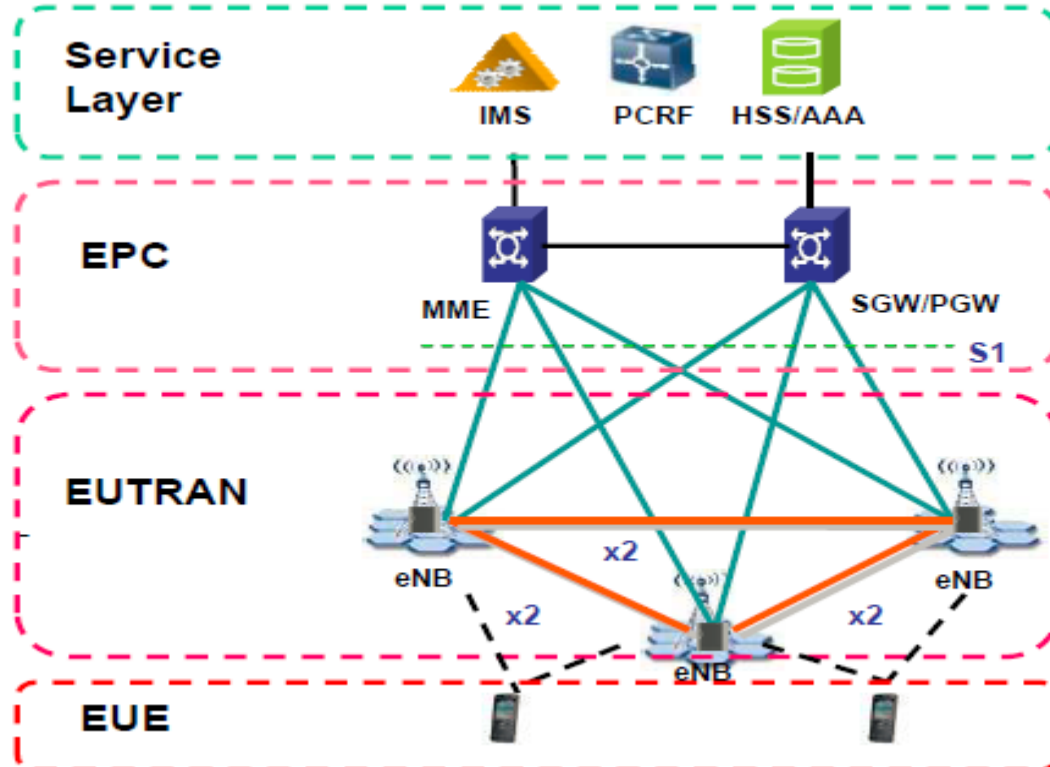 Service
Layer
IMS
PCRF
HSS/AAA
EPC
MME
SGW/PGW
S1
EUTRAN
x2
eNB
eNB
x2
x2
eNB
EUE